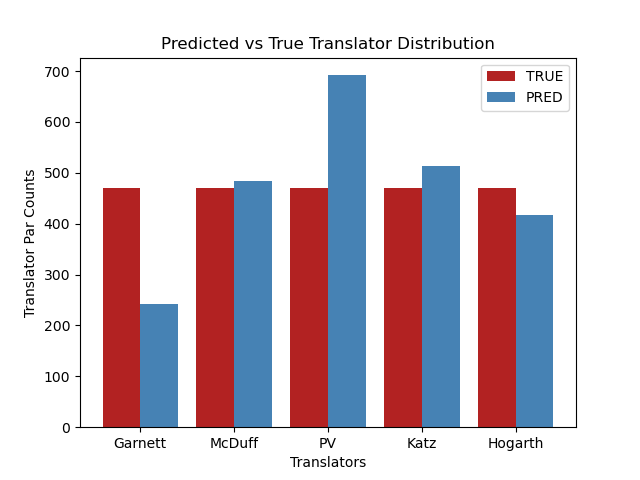 Predicted vs True Translator Distribution
TRUE
PRED
Translator Par Counts
700
600
500
400
300
200
100
0
Garnett McDuff PV Katz Hogarth
Translators